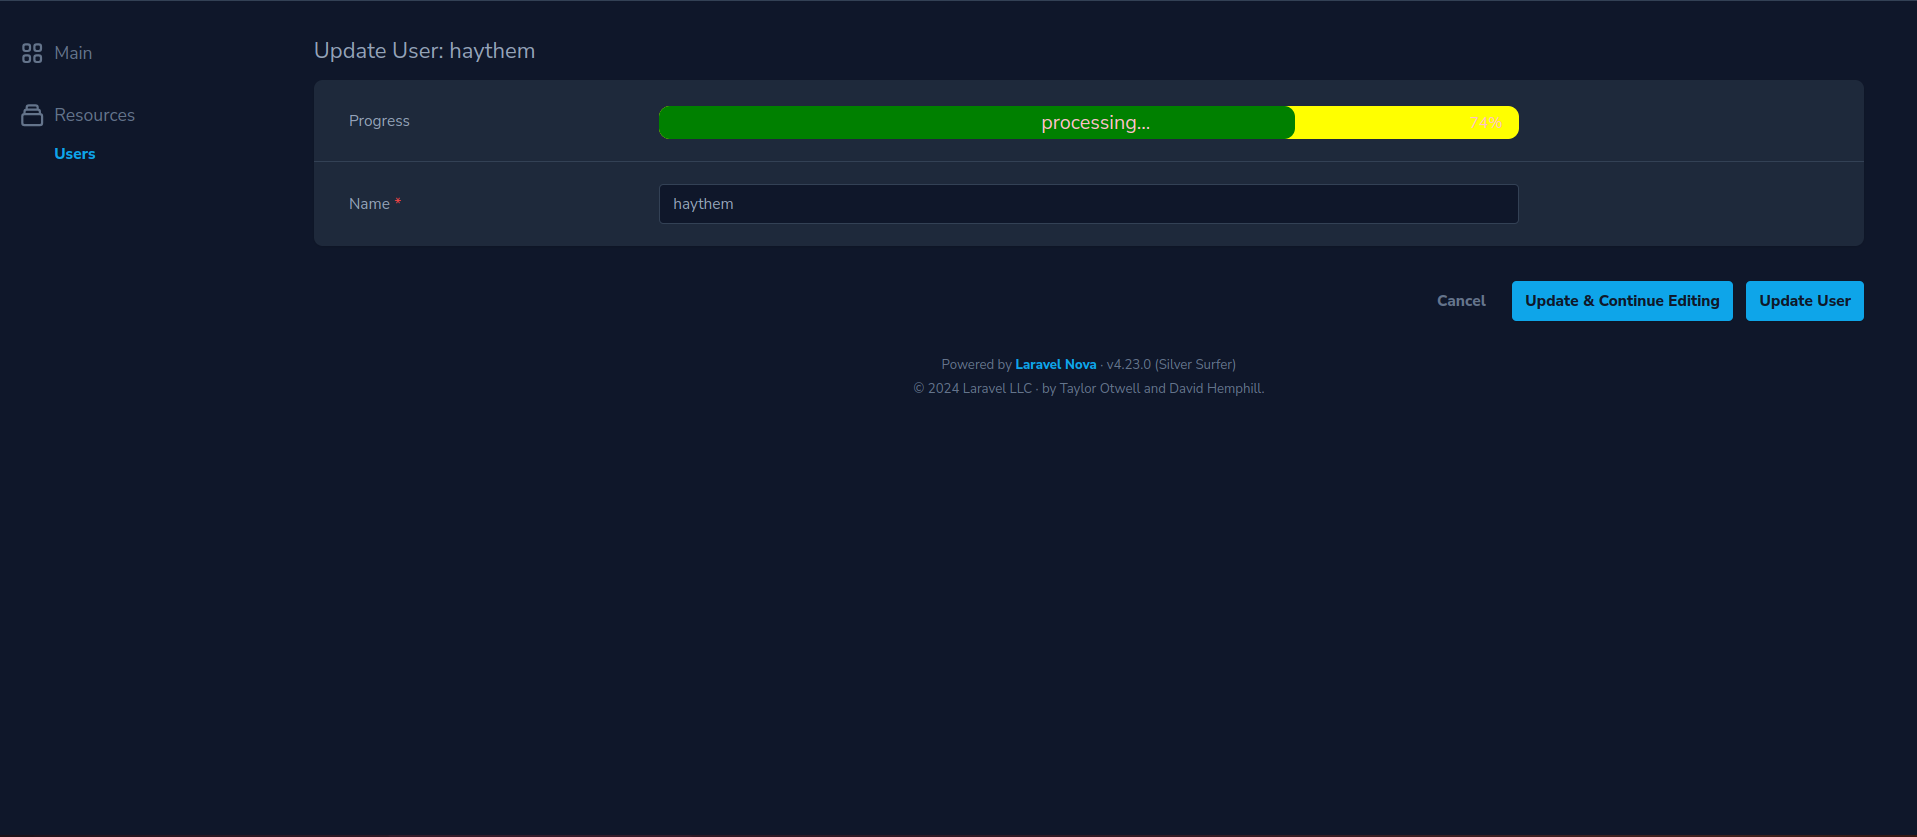 Main
Resources
Users
Update User: haythem
Progress
processing...
74%
Name *
haythem
Cancel
Update & Continue Editing
Update User
Powered by Laravel Nova · v4.23.0 (Silver Surfer)
© 2024 Laravel LLC · by Taylor Otwell and David Hemphill.